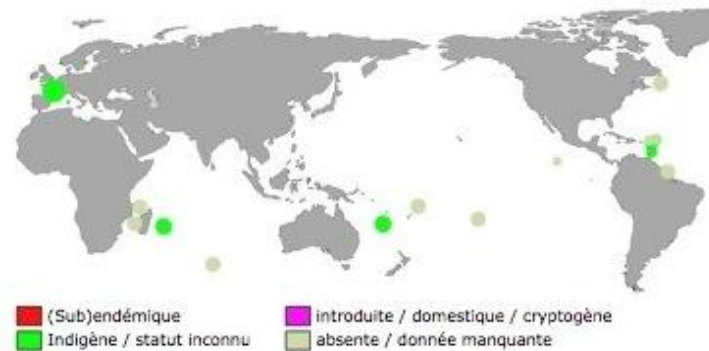 (Sub)endémique
introduite / domestique / cryptogène
Indigène / statut inconnu
absente / donnée manquante